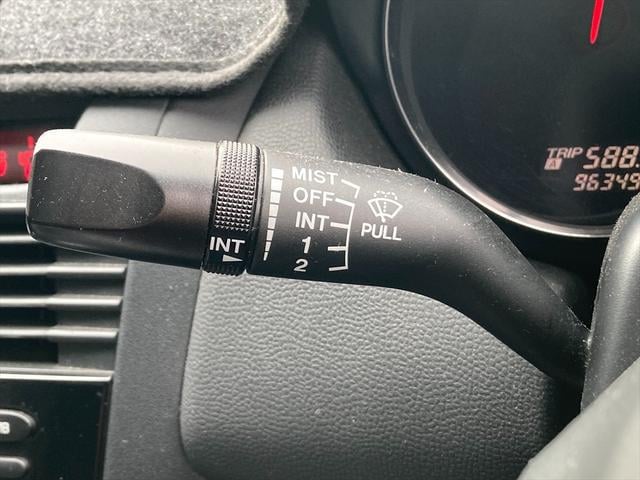 MIST
OFF
INT
1
2
INT
PULL
TRIP A 588
96349